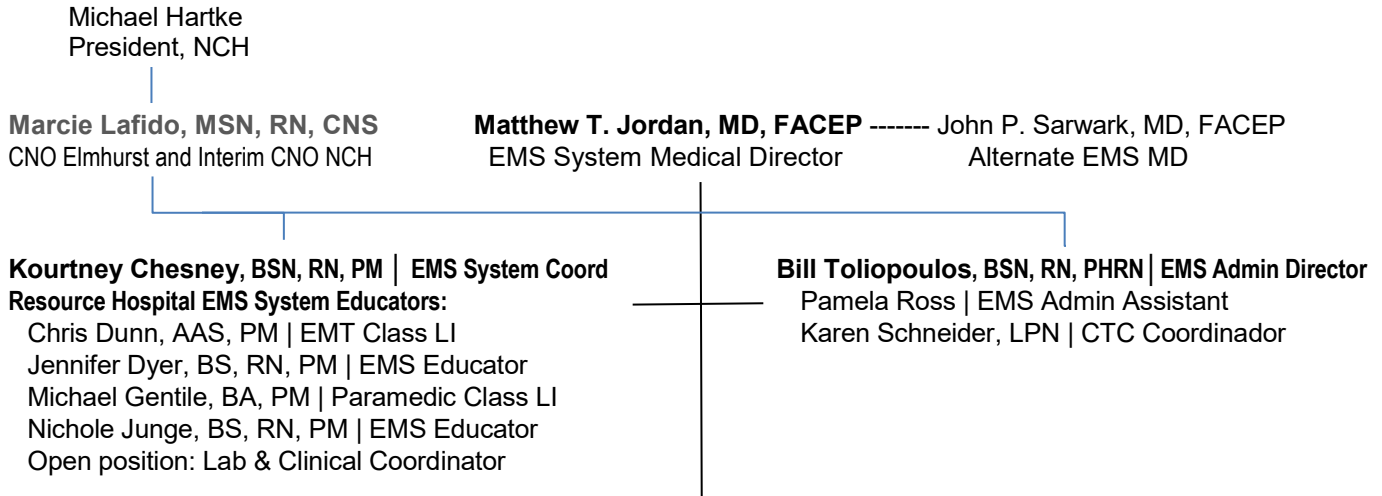 Michael Hartke
President, NCH
Marcie Lafido, MSN, RN, CNS
CNO Elmhurst and Interim CNO NCH
Matthew T. Jordan, MD, FACEP ------- John P. Sarwark, MD, FACEP
EMS System Medical Director Alternate EMS MD
Kourtney Chesney, BSN, RN, PM | EMS System Coord
Resource Hospital EMS System Educators:
Chris Dunn, AAS, PM | EMT Class LI
Jennifer Dyer, BS, RN, PM | EMS Educator
Michael Gentile, BA, PM | Paramedic Class LI
Nichole Junge, BS, RN, PM | EMS Educator
Open position: Lab & Clinical Coordinator
Bill Toliopoulos, BSN, RN, PHRN | EMS Admin Director
Pamela Ross | EMS Admin Assistant
Karen Schneider, LPN | CTC Coordinador